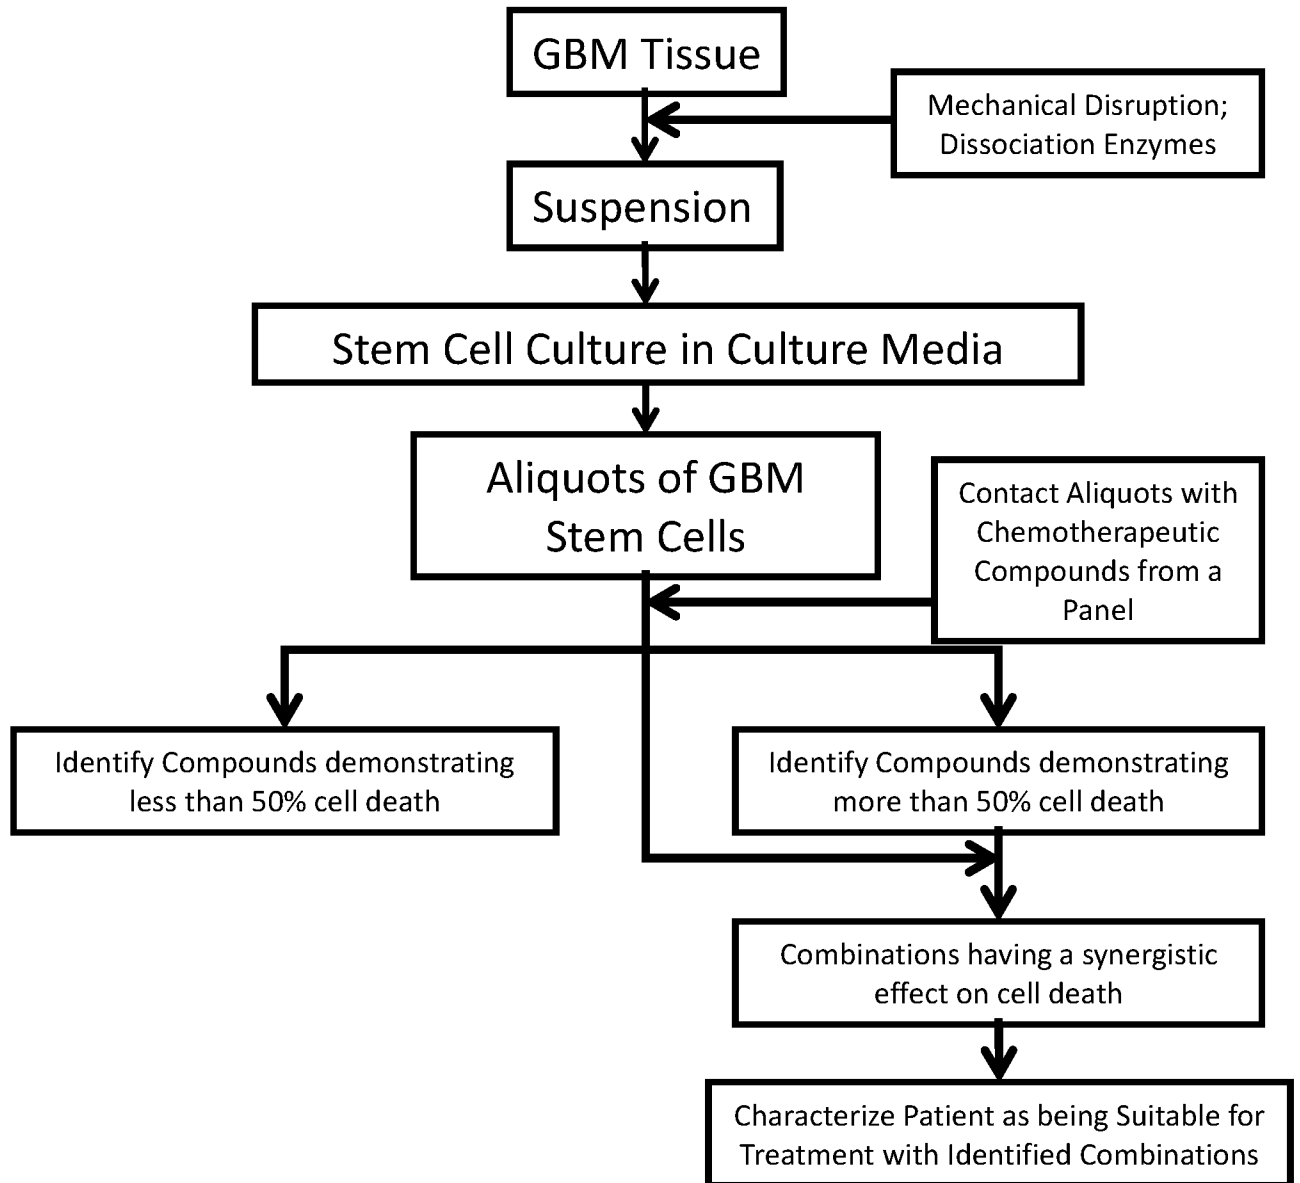 GBM Tissue
Mechanical Disruption;
Dissociation Enzymes
Suspension
Stem Cell Culture in Culture Media
Aliquots of GBM
Stem Cells
Contact Aliquots with
Chemotherapeutic
Compounds from a
Panel
Identify Compounds demonstrating
less than 50% cell death
Identify Compounds demonstrating
more than 50% cell death
Combinations having a synergistic
effect on cell death
Characterize Patient as being Suitable for
Treatment with Identified Combinations